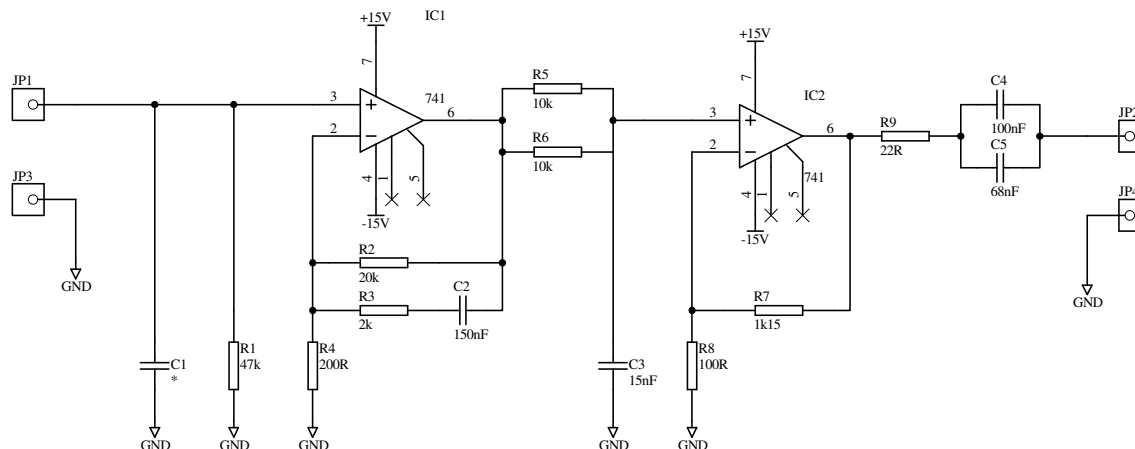 +15V
IC1
7
JP1
3
741
6
2
4
1
5
-15V
JP3
GND
R5
10k
R6
10k
+15V
7
IC2
3
6
2
4
1
5
741
-15V
R9
22R
C4
100nF
C5
68nF
JP2
JP4
GND
R2
20k
R3
2k
C2
150nF
R7
1k15
C1
*
R1
47k
R4
200R
C3
15nF
R8
100R
GND
GND
GND
GND
GND